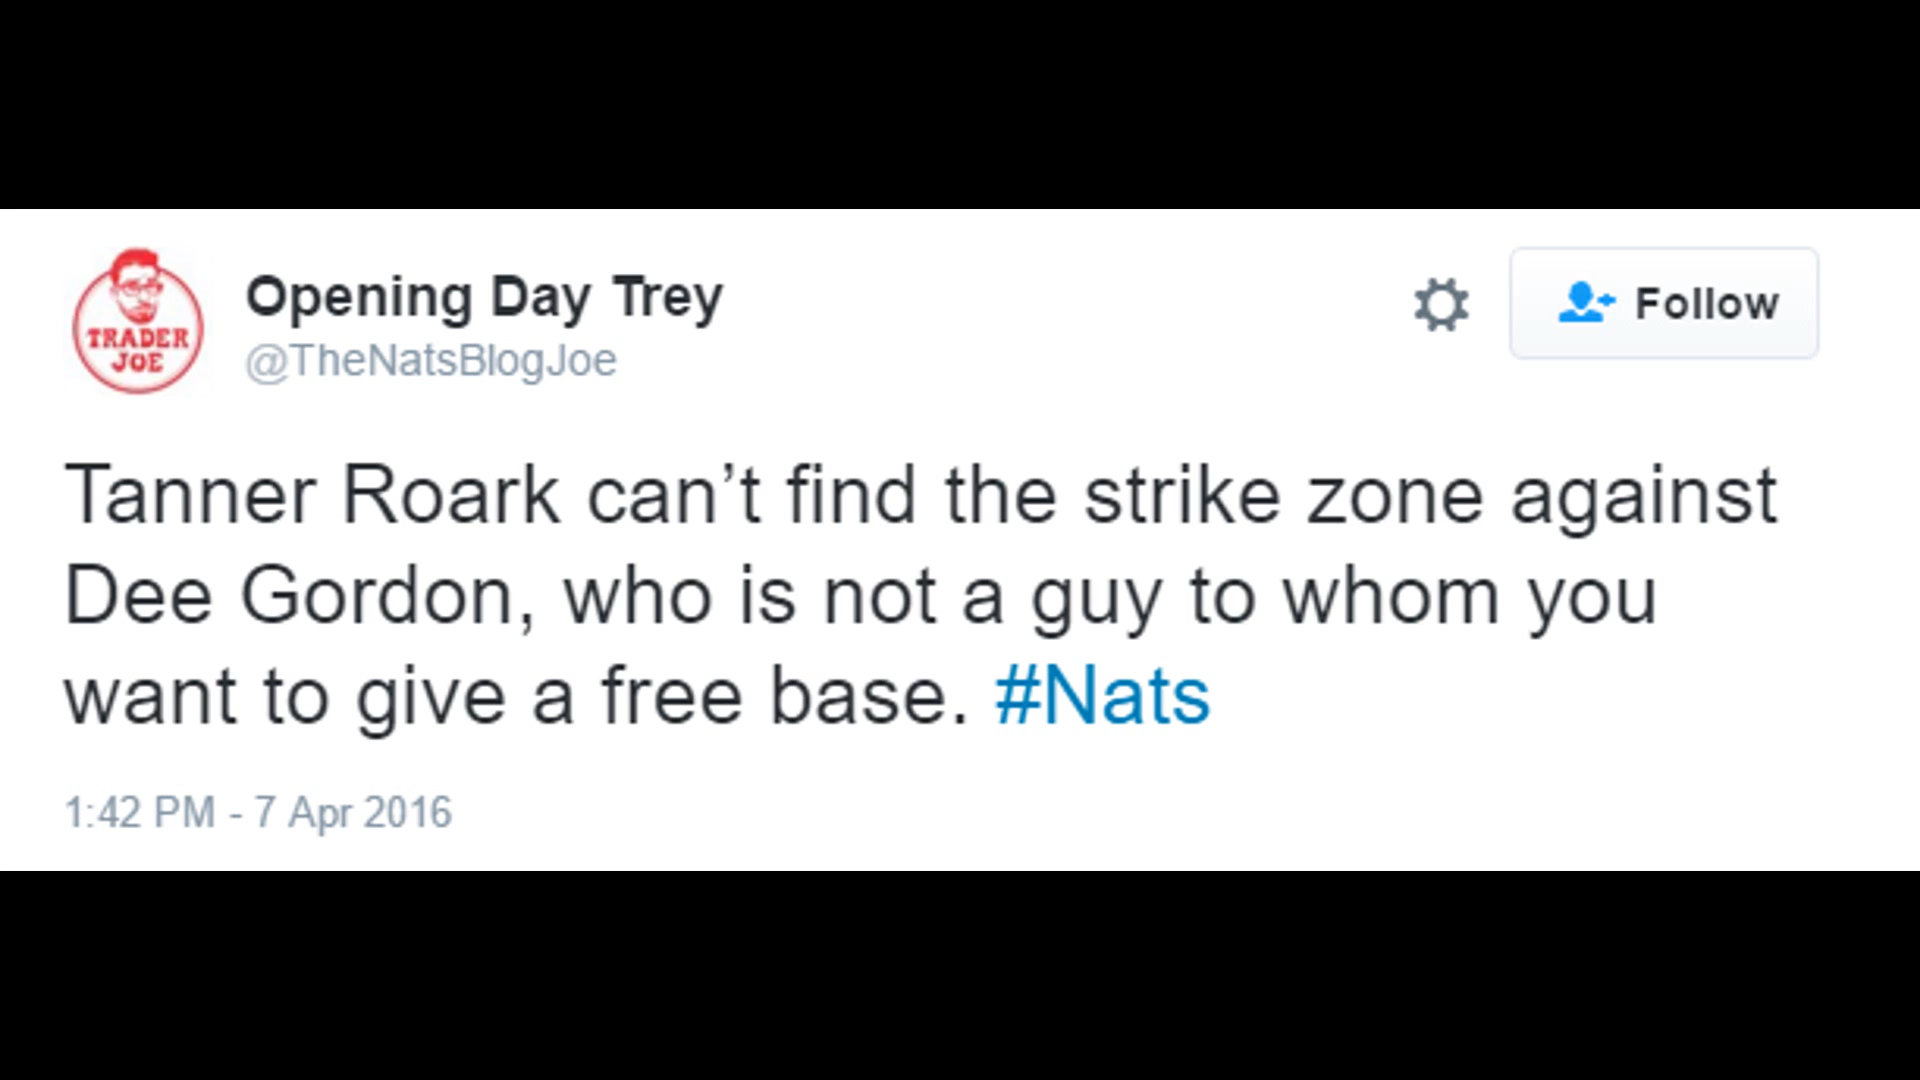 TRADER
JOE
Opening Day Trey
@TheNatsBlogJoe
Follow
Tanner Roark can’t find the strike zone against
Dee Gordon, who is not a guy to whom you
want to give a free base. #Nats
1:42 PM - 7 Apr 2016